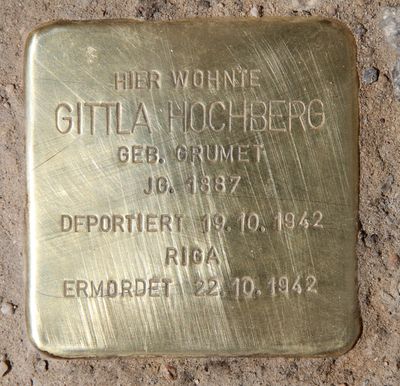 HIER WOHNTE
GITTLA HOCHBERG
GEB. GRUMET
JG. 1887
DEPORTIERT 19.10.1942
RIGA
ERMORDET 22.10.1942